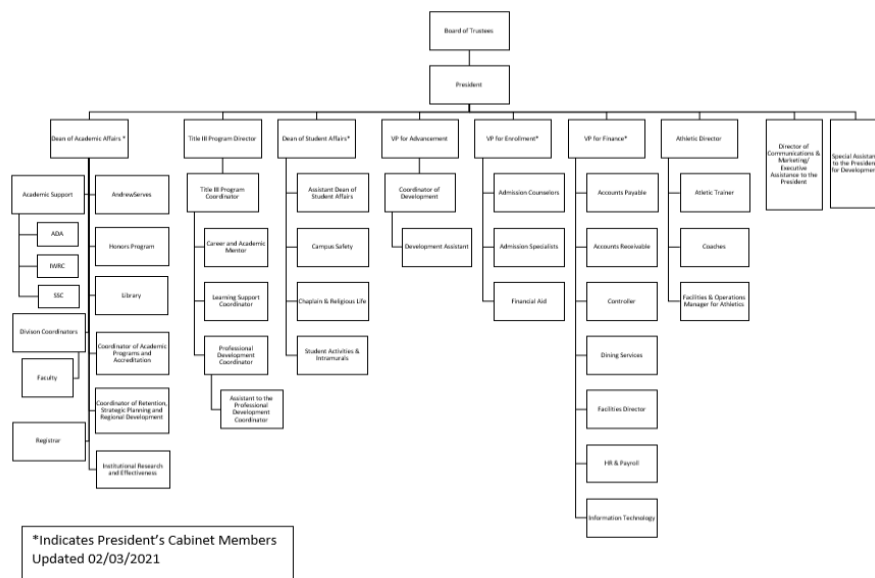 Board of Trustees
President
Dean of Academic Affairs *
Title III Program Director
Dean of Student Affairs*
VP for Advancement
VP for Enrollment*
VP for Finance*
Athletic Director
Director of
Communications &
Marketing/
Executive
Assistance to the
President
Special Assistan
to the Presiden
for Developmen
Academic Support
ADA
IWRC
SSC
Divison Coordinators
Faculty
Registrar
AndrewServes
Honors Program
Library
Coordinator of Academic
Programs and
Accreditation
Coordinator of Retention,
Strategic Planning and
Regional Development
Institutional Research
and Effectiveness
Title III Program
Coordinator
Career and Academic
Mentor
Learning Support
Coordinator
Professional
Development
Coordinator
Assistant to the
Professional
Development
Coordinator
Assistant Dean of
Student Affairs
Campus Safety
Chaplain & Religious Life
Student Activities &
Intramurals
Coordinator of
Development
Development Assistant
Admission Counselors
Admission Specialists
Financial Aid
Accounts Payable
Accounts Receivable
Controller
Dining Services
Facilities Director
HR & Payroll
Information Technology
Atletic Trainer
Coaches
Facilities & Operations
Manager for Athletics
*Indicates President's Cabinet Members
Updated 02/03/2021